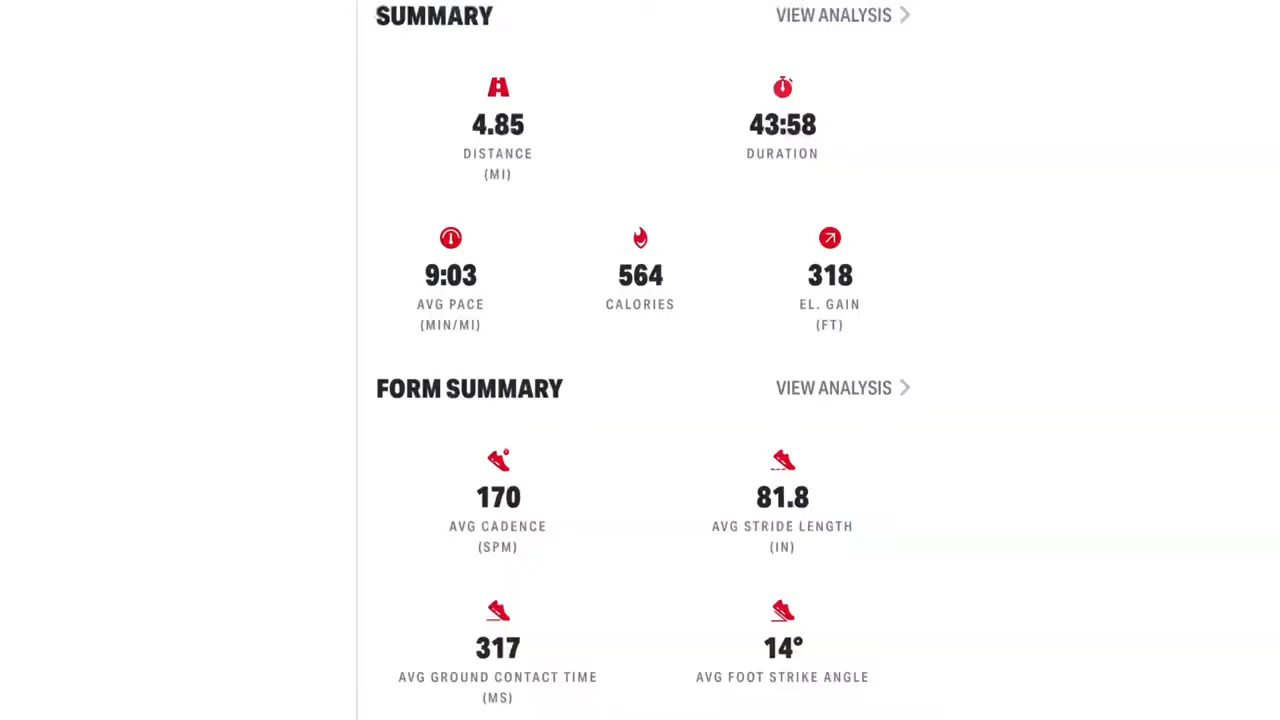 SUMMARY
VIEW ANALYSIS
4.85
43:58
DISTANCE
DURATION
(MI)
9:03
564
318
AVG PACE
CALORIES
EL. GAIN
(MIN/MI)
(FT)
FORM SUMMARY
VIEW ANALYSIS
170
81.8
AVG CADENCE
AVG STRIDE LENGTH
(SPM)
(IN)
317
14°
AVG GROUND CONTACT TIME
AVG FOOT STRIKE ANGLE
(MS)